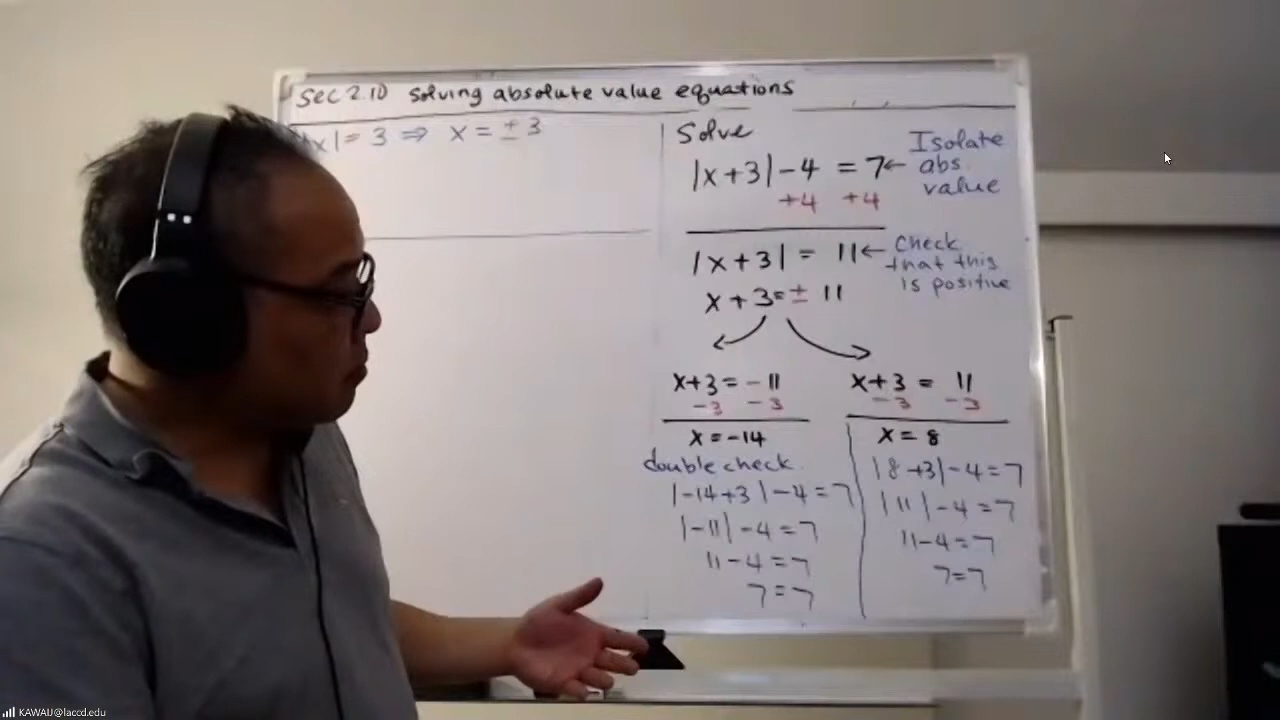 Sec 2.10 Solving absolute value equations
|x| = 3 ⇒ x = ± 3
Solve
|x+3| - 4 = 7 ← Isolate abs. value
+4 +4
|x+3| = 11 ← Check that this is positive
x + 3 = ± 11
x+3 = -11
-3 -3
x = -14
double check
|-14+3| - 4 = 7
|-11| - 4 = 7
11 - 4 = 7
7 = 7
x+3 = 11
-3 -3
x = 8
|8+3| - 4 = 7
|11| - 4 = 7
11 - 4 = 7
7 = 7
KAWAIJ@laccd.edu